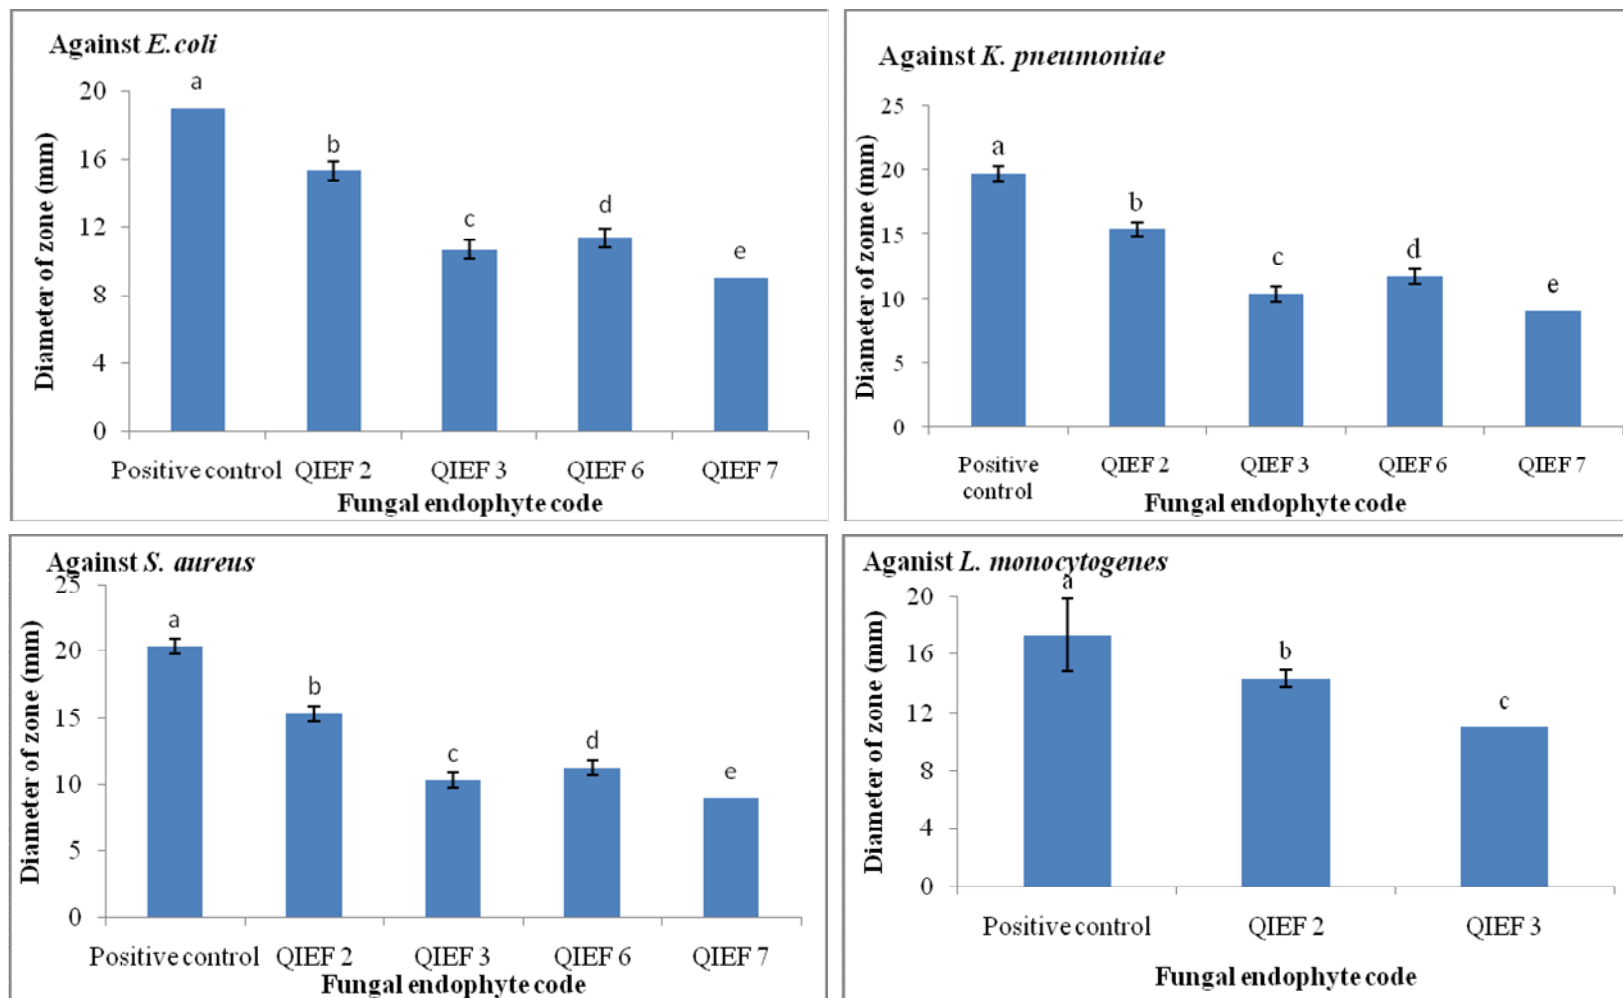 Against E.coli
a
20
b
16
d
c
12
e
8
4
0
Diameter of zone (mm)
Positive control QIEF 2 QIEF 3 QIEF 6 QIEF 7
Fungal endophyte code
Against K. pneumoniae
25
a
20
b
15
d
c
e
10
5
0
Diameter of zome (mm)
Positive control QIEF 2 QIEF 3 QIEF 6 QIEF 7
Fungal endophyte code
Against S. aureus
25
a
20
b
15
d
c
e
10
5
0
Diameter of zone (mm)
Positive control QIEF 2 QIEF 3 QIEF 6 QIEF 7
Fungal endophyte code
Aganist L. monocytogenes
a
20
b
16
c
12
8
4
0
Diameter of zone (mm)
Positive control QIEF 2 QIEF 3
Fungal endophyte code